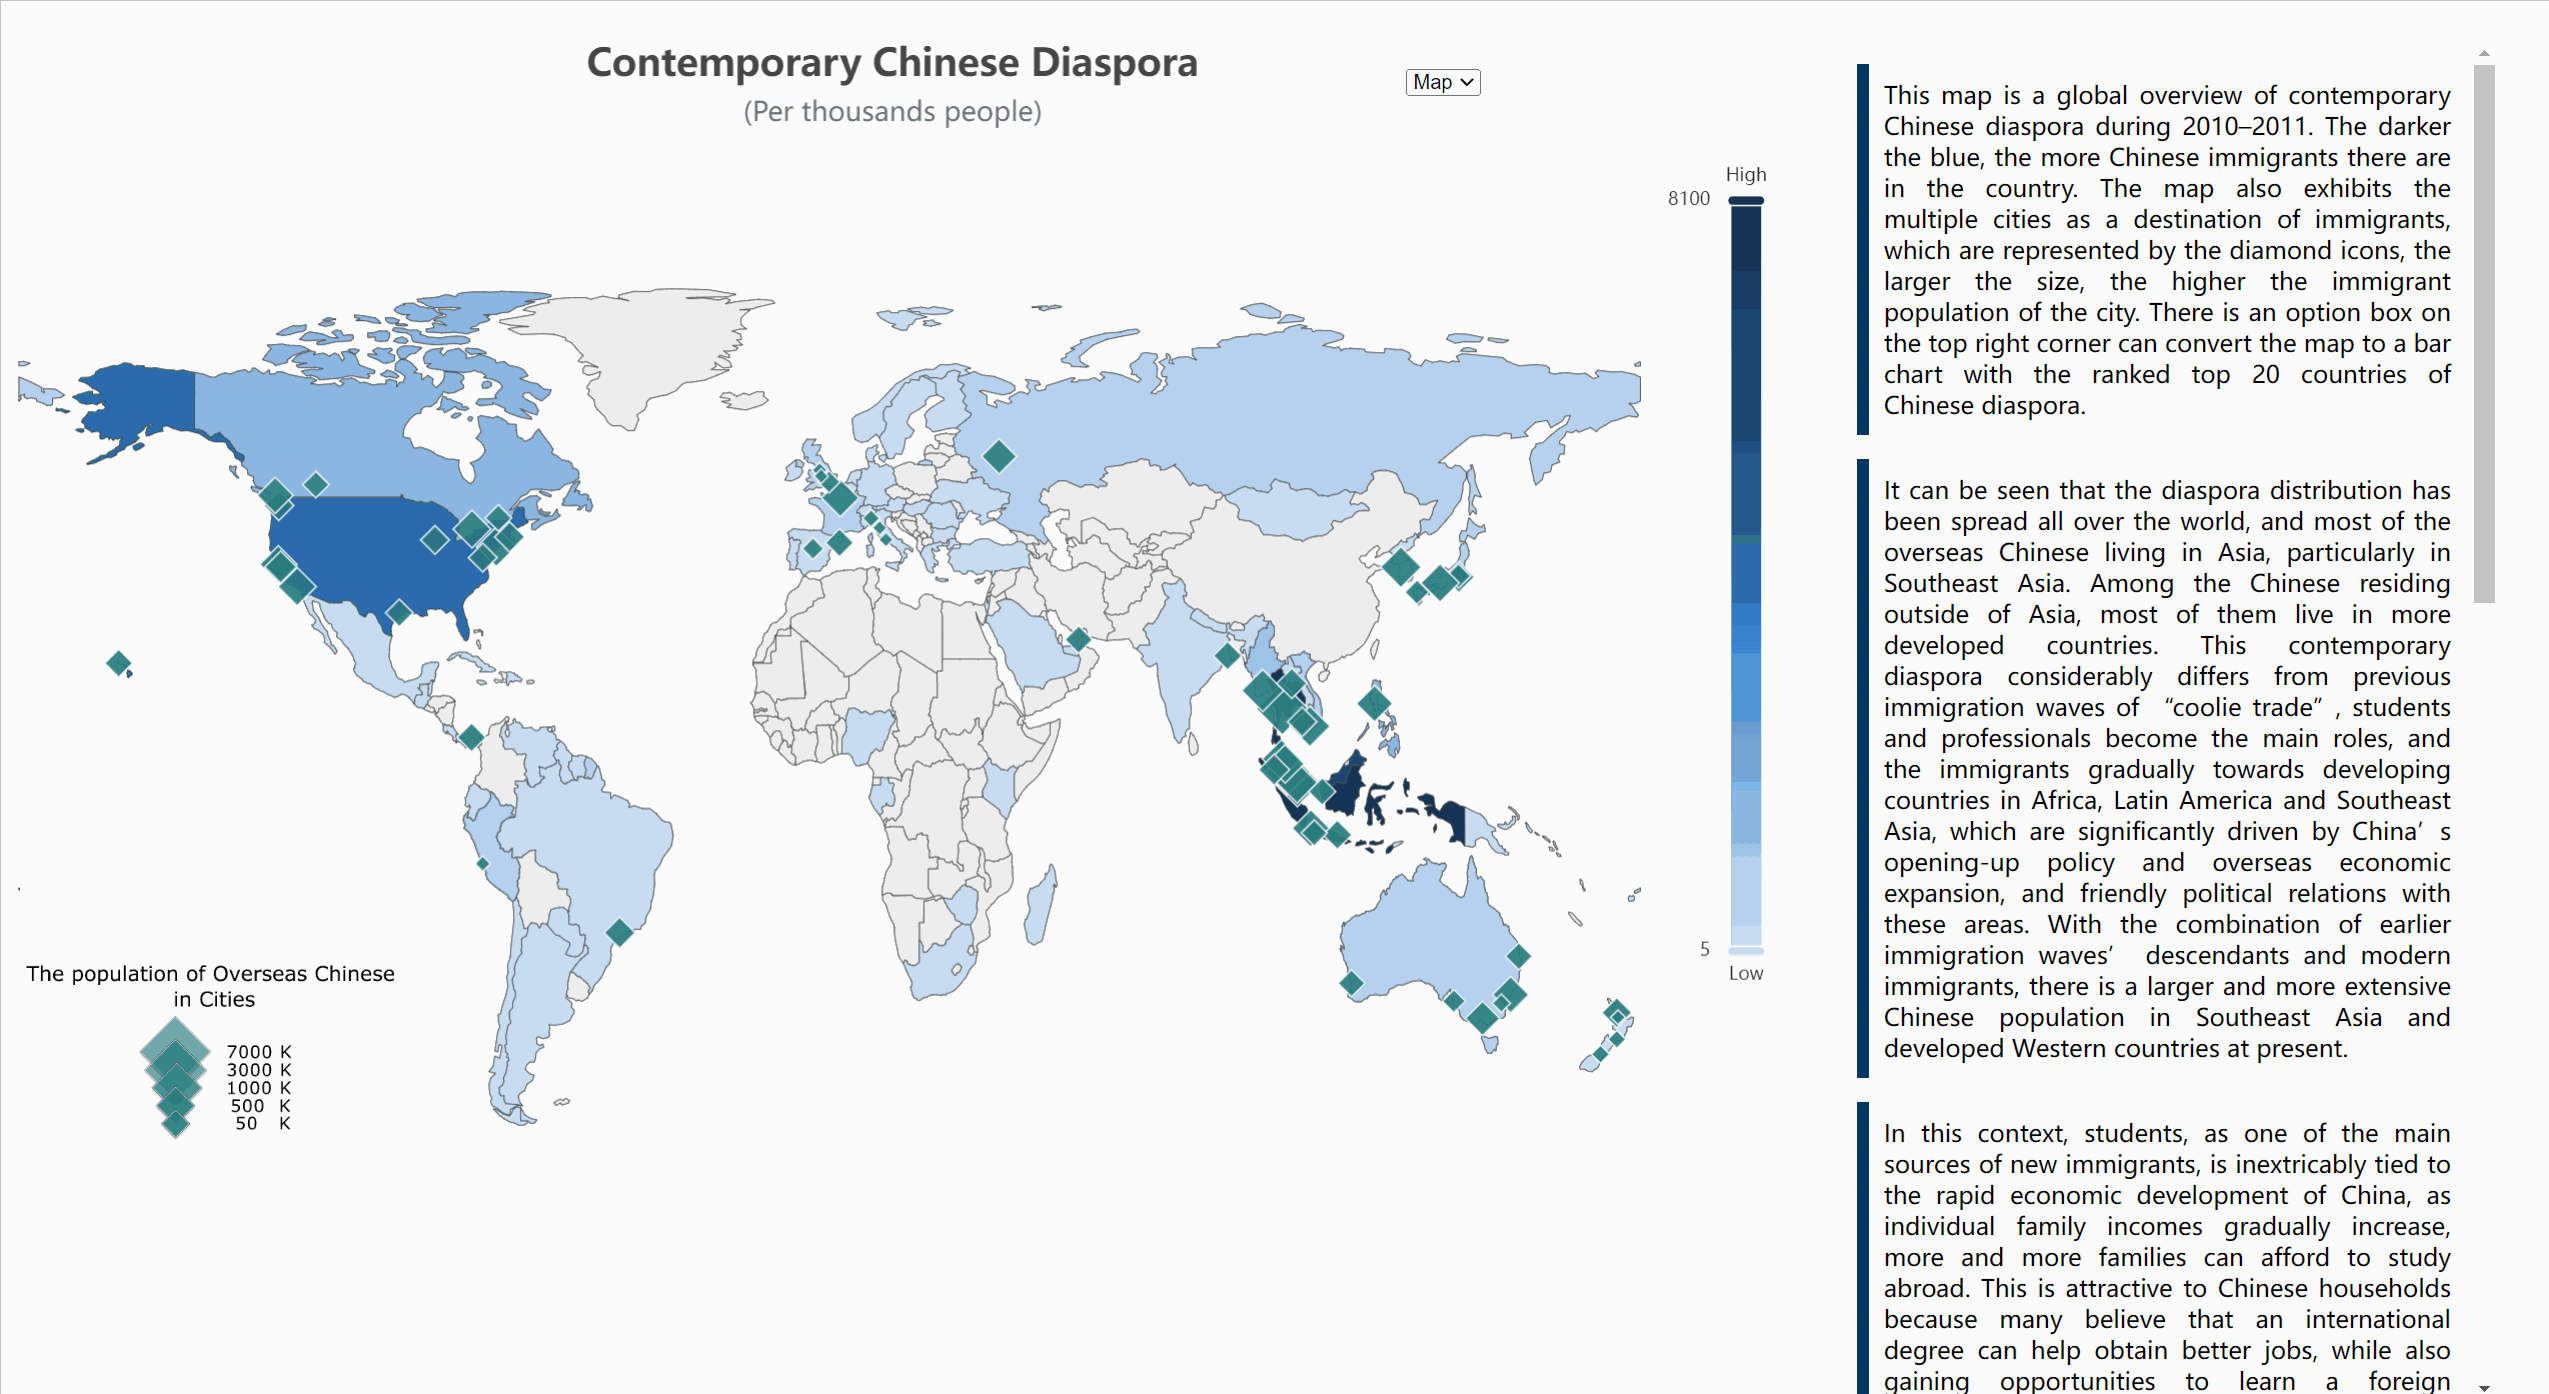 Contemporary Chinese Diaspora
(Per thousands people)
Map
High
8100
5
Low
The population of Overseas Chinese
in Cities
7000 K
3000 K
1000 K
500 K
50 K
This map is a global overview of contemporary
Chinese diaspora during 2010–2011. The darker
the blue, the more Chinese immigrants there are
in the country. The map also exhibits the
multiple cities as a destination of immigrants,
which are represented by the diamond icons, the
larger the size, the higher the immigrant
population of the city. There is an option box on
the top right corner can convert the map to a bar
chart with the ranked top 20 countries of
Chinese diaspora.
It can be seen that the diaspora distribution has
been spread all over the world, and most of the
overseas Chinese living in Asia, particularly in
Southeast Asia. Among the Chinese residing
outside of Asia, most of them live in more
developed countries. This contemporary
diaspora considerably differs from previous
immigration waves of “coolie trade” , students
and professionals become the main roles, and
the immigrants gradually towards developing
countries in Africa, Latin America and Southeast
Asia, which are significantly driven by China’ s
opening-up policy and overseas economic
expansion, and friendly political relations with
these areas. With the combination of earlier
immigration waves’ descendants and modern
immigrants, there is a larger and more extensive
Chinese population in Southeast Asia and
developed Western countries at present.
In this context, students, as one of the main
sources of new immigrants, is inextricably tied to
the rapid economic development of China, as
individual family incomes gradually increase,
more and more families can afford to study
abroad. This is attractive to Chinese households
because many believe that an international
degree can help obtain better jobs, while also
gaining opportunities to learn a foreign